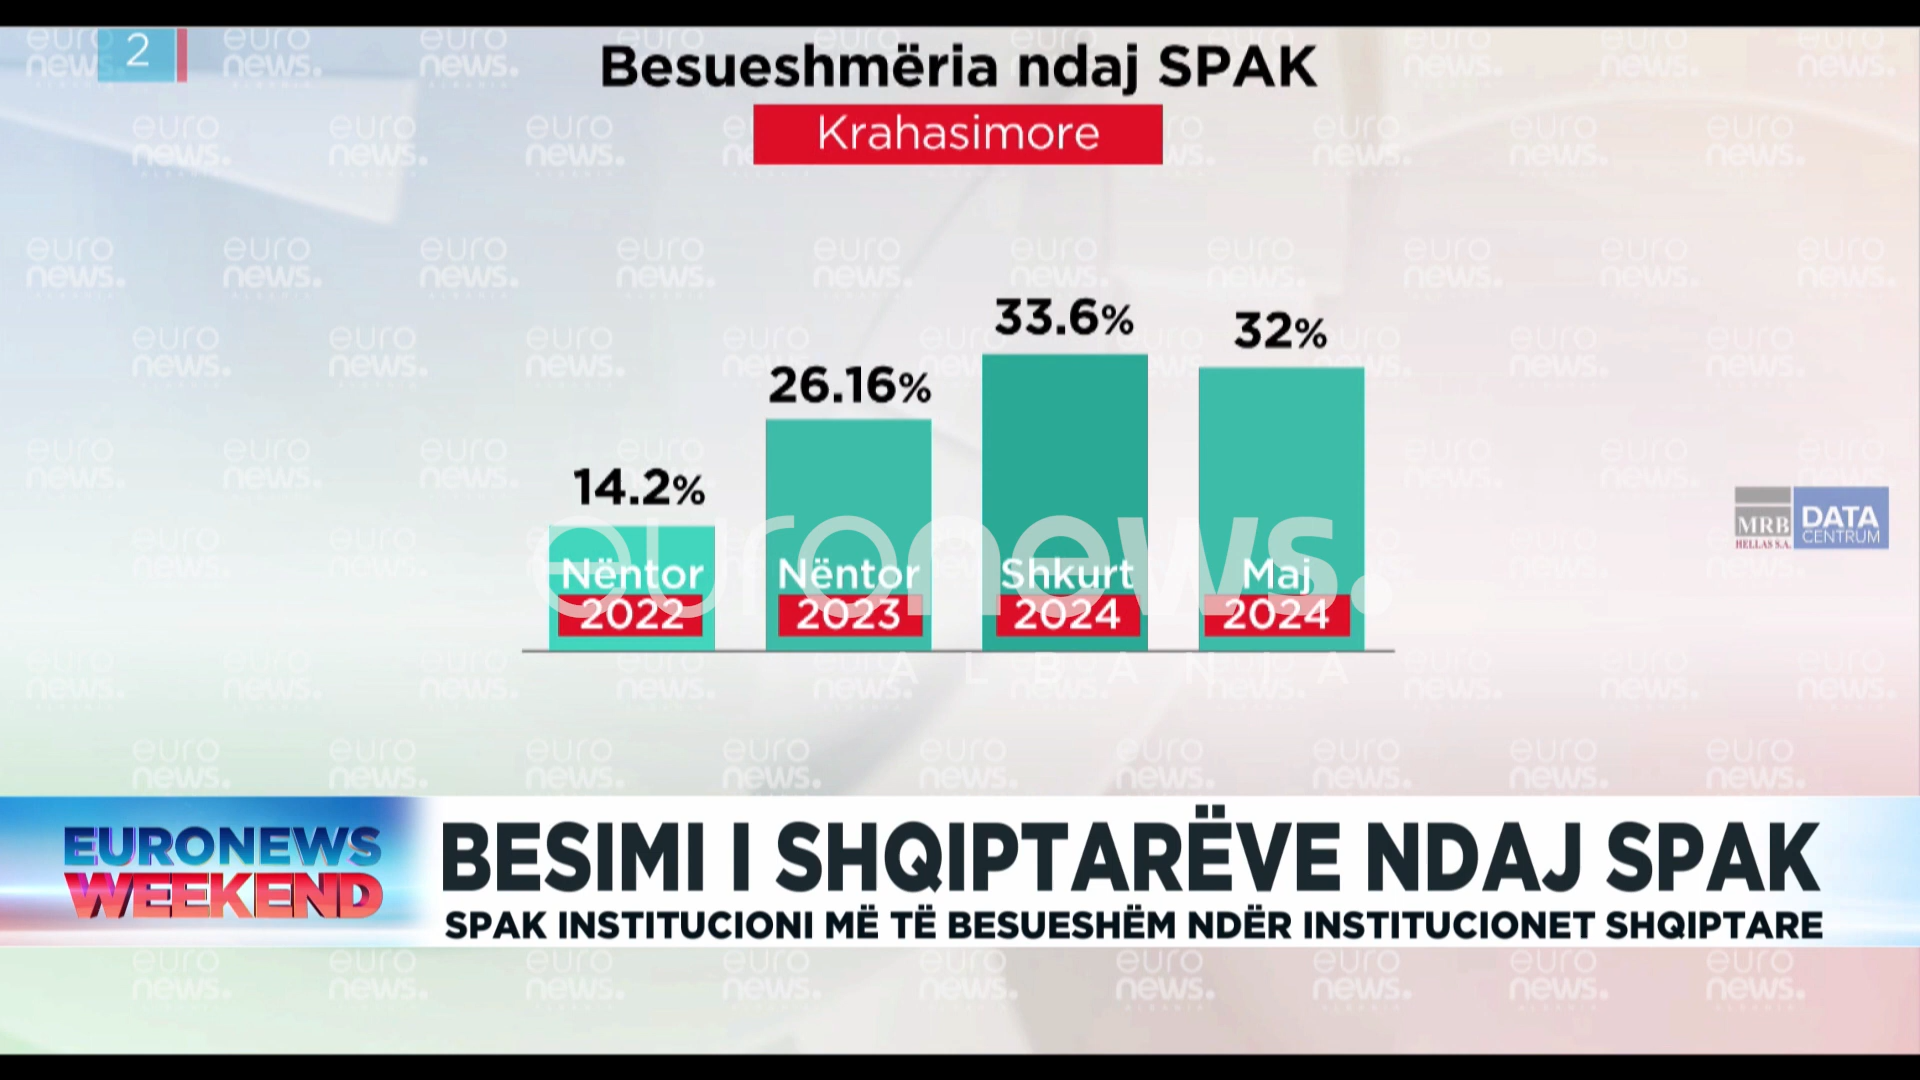 2
Besueshmëria ndaj SPAK
Krahasimore
14.2%
26.16%
33.6%
32%
Nëntor
2022
Nëntor
2023
Shkurt
2024
Maj
2024
euronews.
ALBANIA
MRB
HELLAS S.A.
DATA
CENTRUM
EURONEWS
WEEKEND
BESIMI I SHQIPTARËVE NDAJ SPAK
SPAK INSTITUCIONI MË TË BESUESHËM NDËR INSTITUCIONET SHQIPTARE